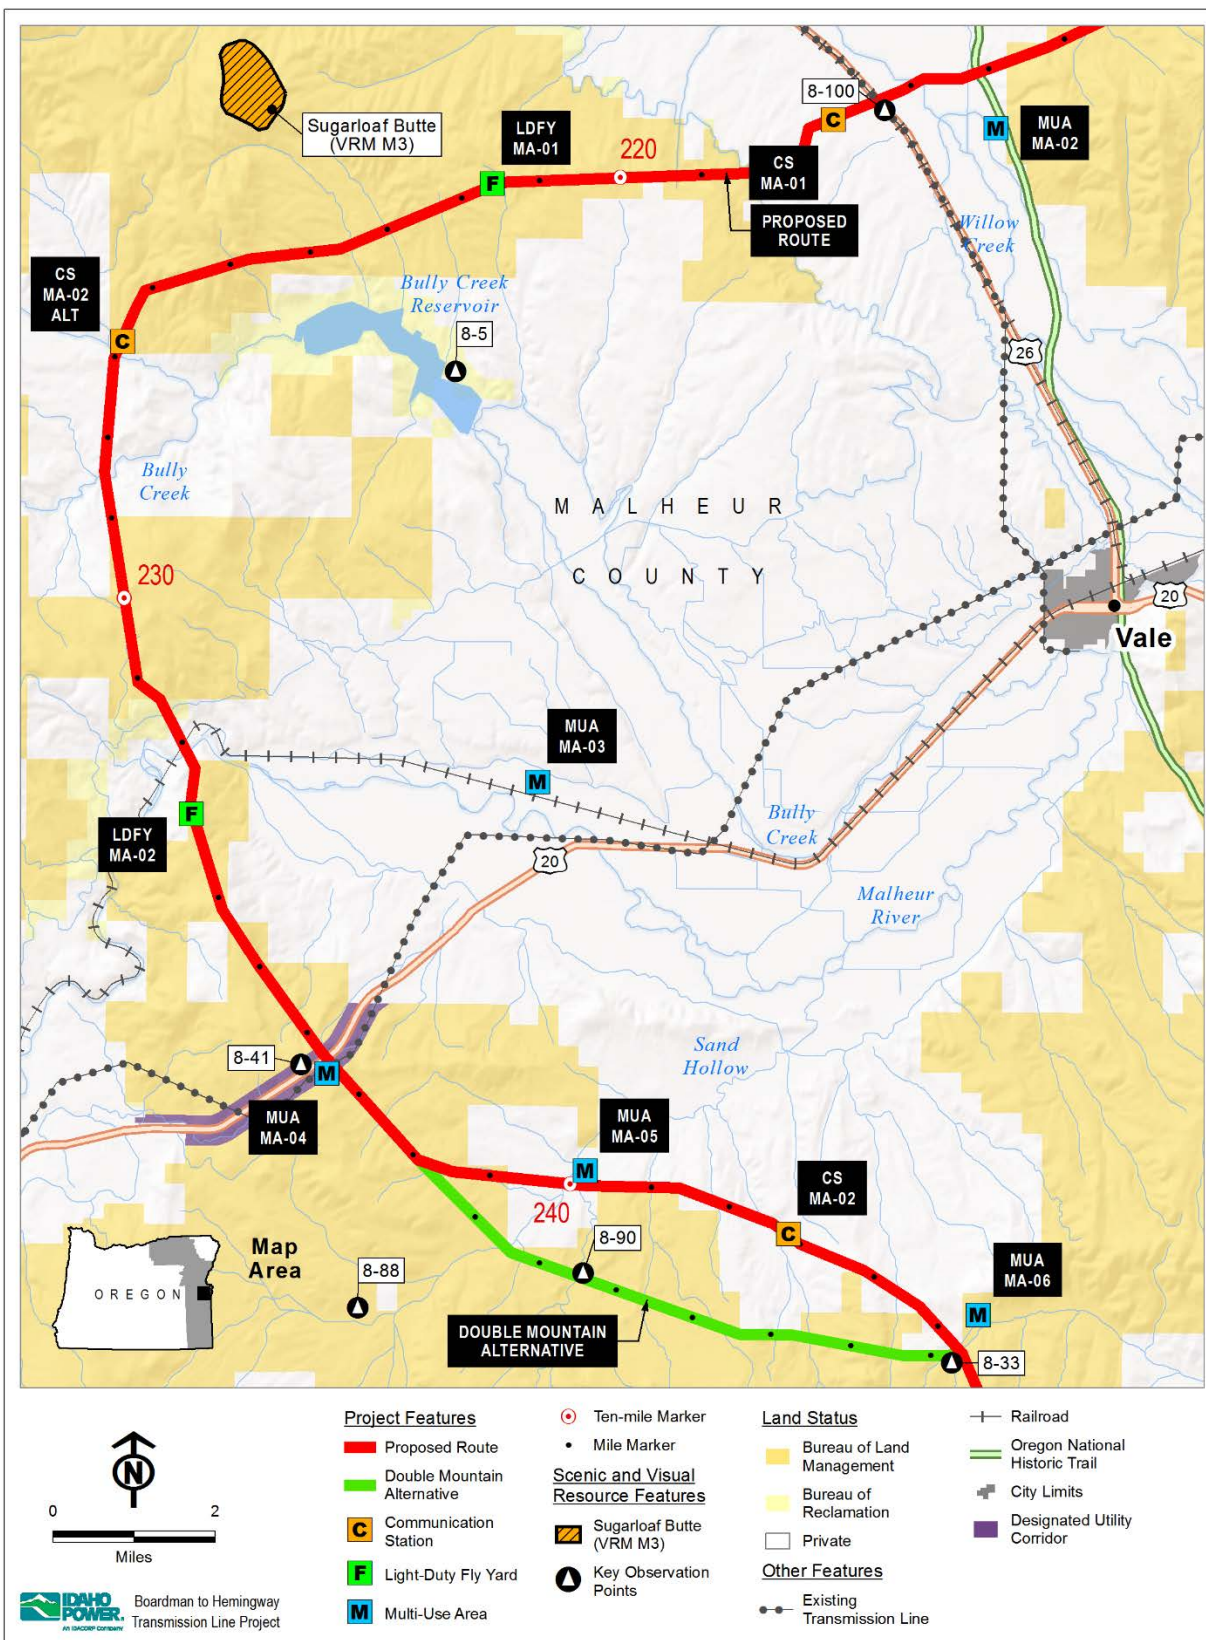 8-100
C
LDFY
MA-01
220
Sugarloaf Butte
(VRM M3)
M
MUA
MA-02
CS
MA-01
F
PROPOSED
ROUTE
Willow
Creek
CS
MA-02
ALT
Bully Creek
Reservoir
8-5
C
26
Bully
Creek
MALHEUR
COUNTY
230
20
Vale
MUA
MA-03
M
F
LDFY
MA-02
Bully
Creek
20
Malheur
River
Sand
Hollow
8-41
M
MUA
MA-04
MUA
MA-05
M
CS
MA-02
240
C
8-90
Map
Area
8-88
OREGON
MUA
MA-06
M
DOUBLE MOUNTAIN
ALTERNATIVE
8-33
N
0 2
Miles
IDAHO
POWER.
An IDACORP Company
Boardman to Hemingway
Transmission Line Project
Project Features
Proposed Route
Double Mountain
Alternative
C Communication
Station
F Light-Duty Fly Yard
M Multi-Use Area
Ten-mile Marker
Mile Marker
Scenic and Visual
Resource Features
Sugarloaf Butte
(VRM M3)
Key Observation
Points
Land Status
Bureau of Land
Management
Bureau of
Reclamation
Private
Other Features
Existing
Transmission Line
Railroad
Oregon National
Historic Trail
City Limits
Designated Utility
Corridor